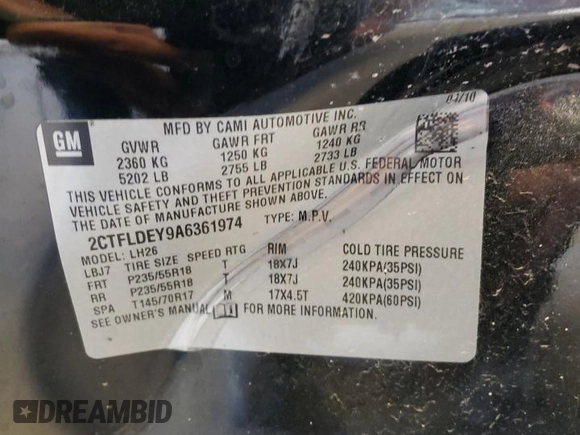 04/10
GM
MFD BY CAMI AUTOMOTIVE INC.
GVWR GAWR FRT GAWR RR
2360 KG 1250 KG 1240 KG
5202 LB 2755 LB 2733 LB
THIS VEHICLE CONFORMS TO ALL APPLICABLE U.S. FEDERAL MOTOR
VEHICLE SAFETY AND THEFT PREVENTION STANDARDS IN EFFECT ON
THE DATE OF MANUFACTURE SHOWN ABOVE.
2CTFLDEY9A6361974 TYPE: M.P.V.
MODEL: LH26
LBJ7 TIRE SIZE SPEED RTG RIM COLD TIRE PRESSURE
FRT P235/55R18 T 18X7J 240KPA(35PSI)
RR P235/55R18 T 18X7J 240KPA(35PSI)
SPA T145/70R17 M 17X4.5T 420KPA(60PSI)
SEE OWNER'S MANUAL FOR MORE INFORMATION.
DREAMBID